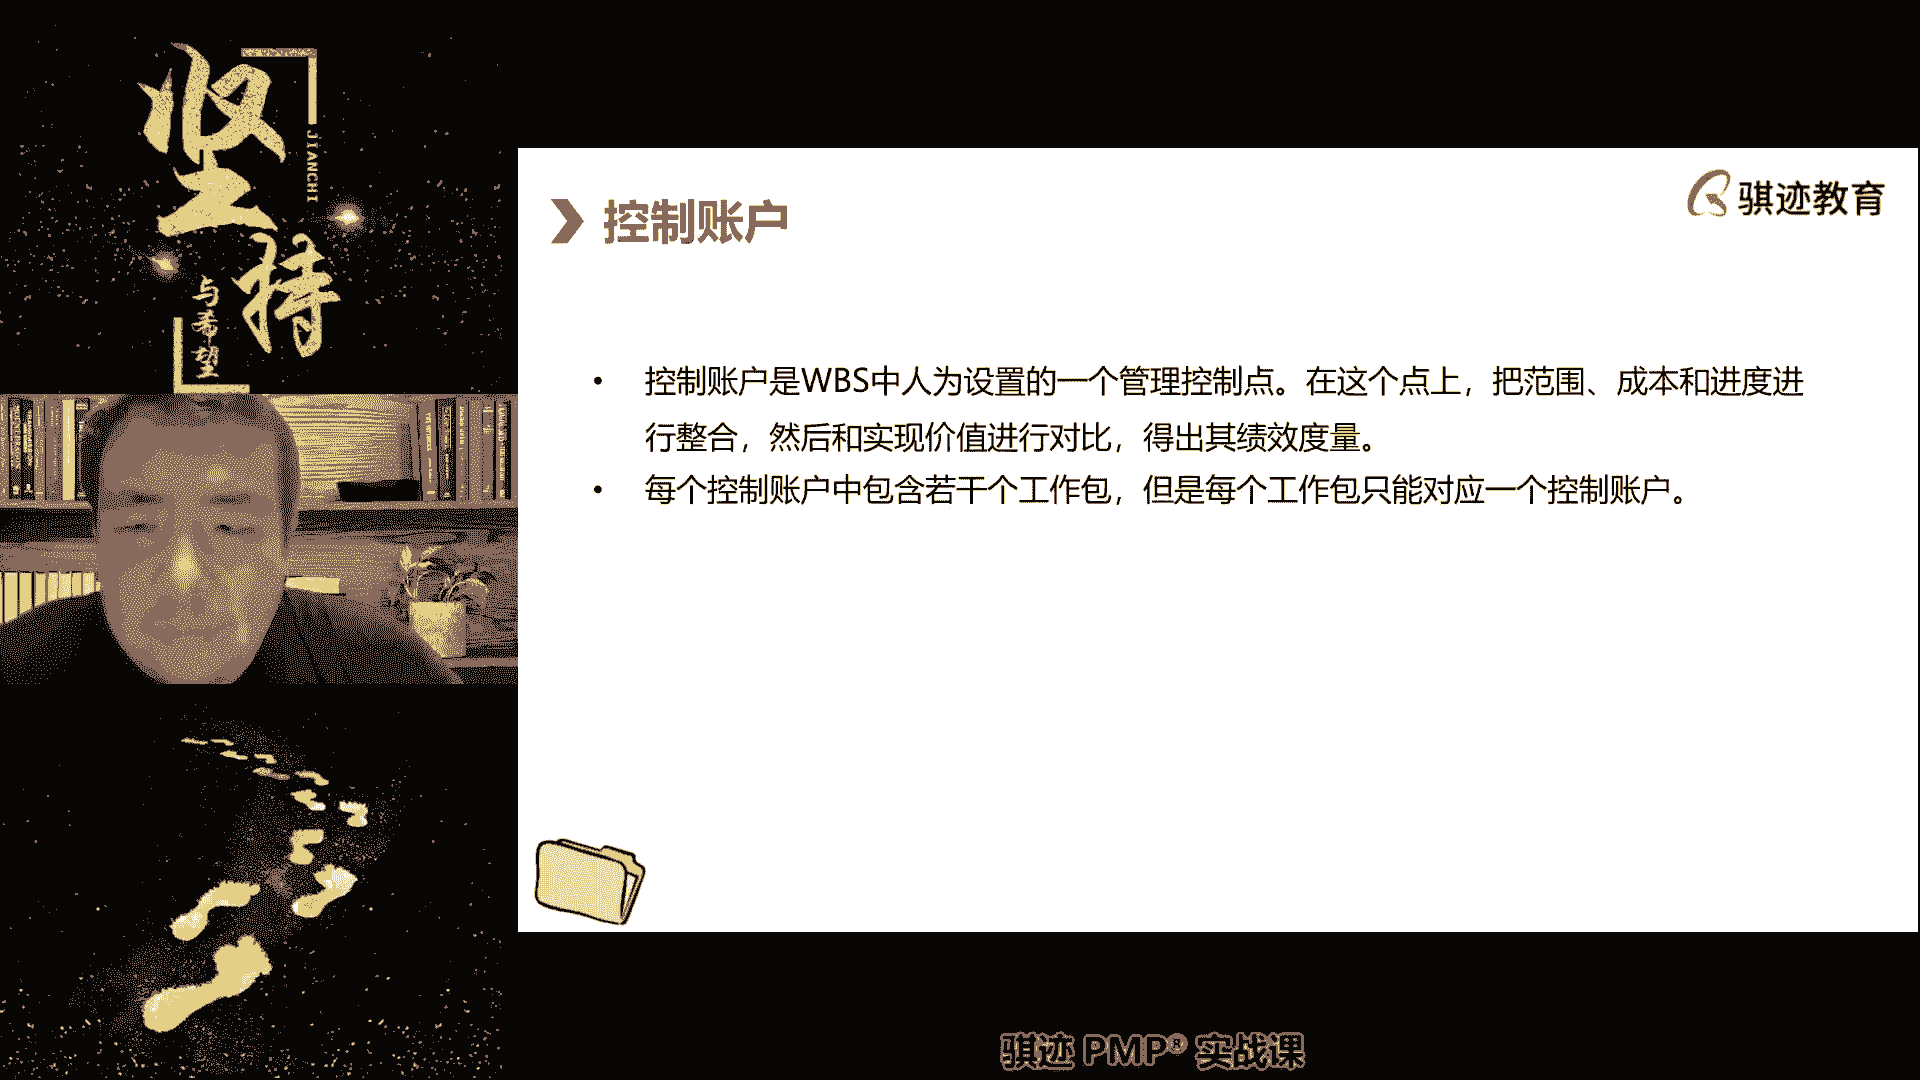 坚持
JIANCHI
与希望
骐迹教育
控制账户
• 控制账户是WBS中人为设置的一个管理控制点。在这个点上，把范围、成本和进度进
行整合，然后和实现价值进行对比，得出其绩效度量。
• 每个控制账户中包含若干个工作包，但是每个工作包只能对应一个控制账户。
骐迹 PMP® 实战课